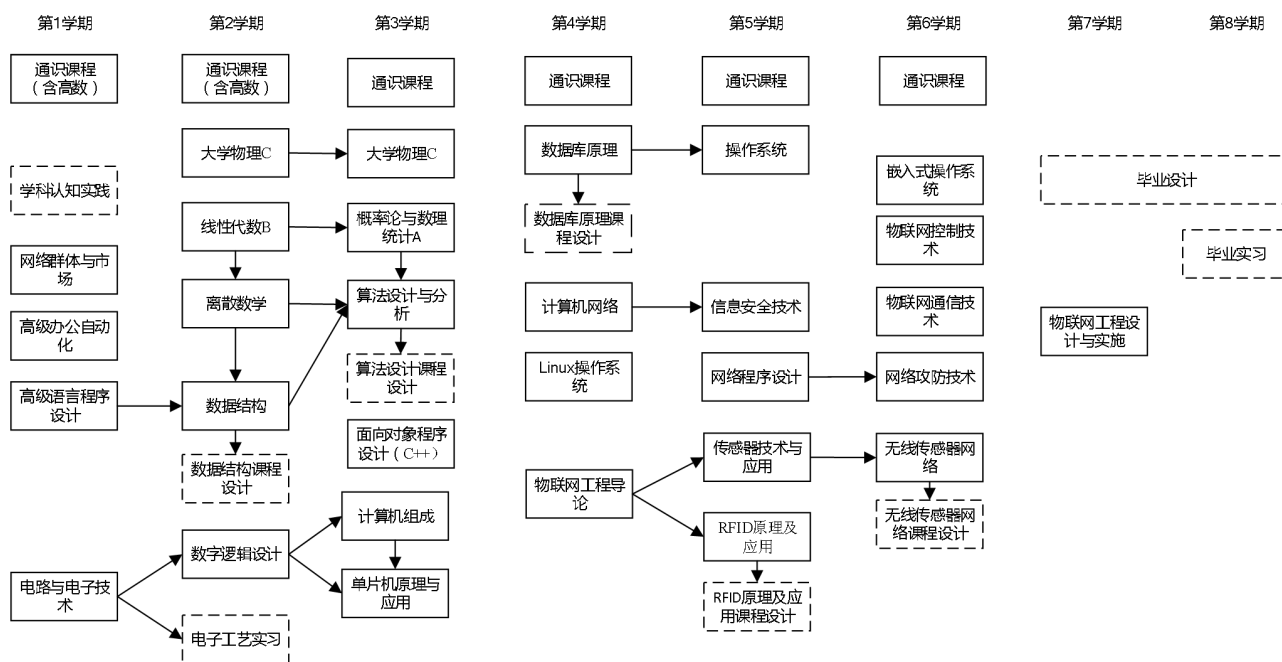 第1学期
第2学期
第3学期
第4学期
第5学期
第6学期
第7学期
第8学期
通识课程
（含高数）
通识课程
（含高数）
通识课程
通识课程
通识课程
通识课程
大学物理C
大学物理C
数据库原理
操作系统
学科认知实践
嵌入式操作系
统
毕业设计
线性代数B
概率论与数理
统计A
数据库原理课
程设计
物联网控制技
术
网络群体与市
场
毕业实习
离散数学
算法设计与分
析
计算机网络
信息安全技术
物联网通信技
术
高级办公自动
化
物联网工程设
计与实施
算法设计课程
设计
Linux操作系
统
网络程序设计
网络攻防技术
高级语言程序
设计
数据结构
面向对象程序
设计（C++）
传感器技术与
应用
无线传感器网
络
数据结构课程
设计
物联网工程导
论
计算机组成
无线传感器网
络课程设计
RFID原理及
应用
数字逻辑设计
电路与电子技
术
单片机原理与
应用
RFID原理及应
用课程设计
电子工艺实习